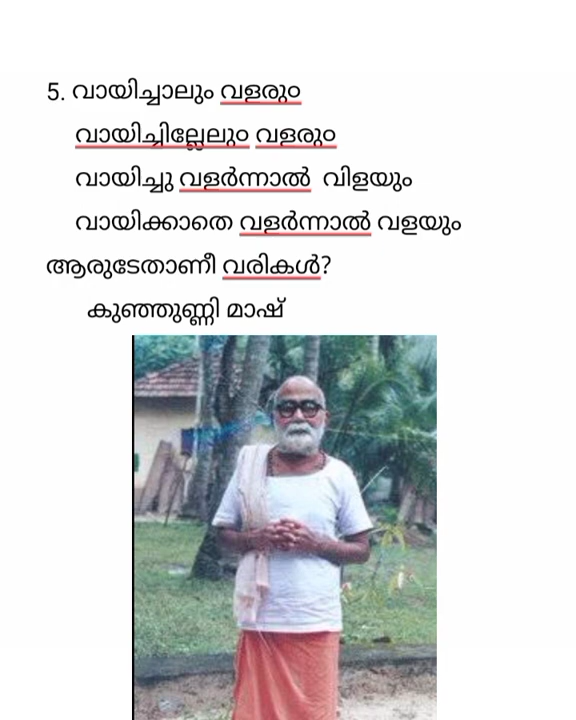 5. വായിച്ചാലും വളരും
വായിച്ചില്ലേലും വളരും
വായിച്ചു വളർന്നാൽ വിളയും
വായിക്കാതെ വളർന്നാൽ വളയും
ആരുടേതാണീ വരികൾ?
കുഞ്ഞുണ്ണി മാഷ്